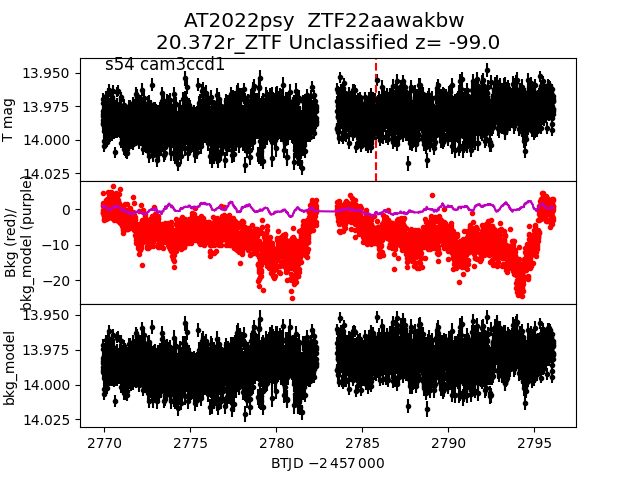 AT2022psy ZTF22aawakbw
20.372r_ZTF Unclassified z= -99.0
s54 cam3ccd1
13.950
13.975
14.000
14.025
T mag
0
−10
−20
Bkg (red)/
bkg_model (purple)
13.950
13.975
14.000
14.025
bkg_model
2770 2775 2780 2785 2790 2795
BTJD −2 457 000